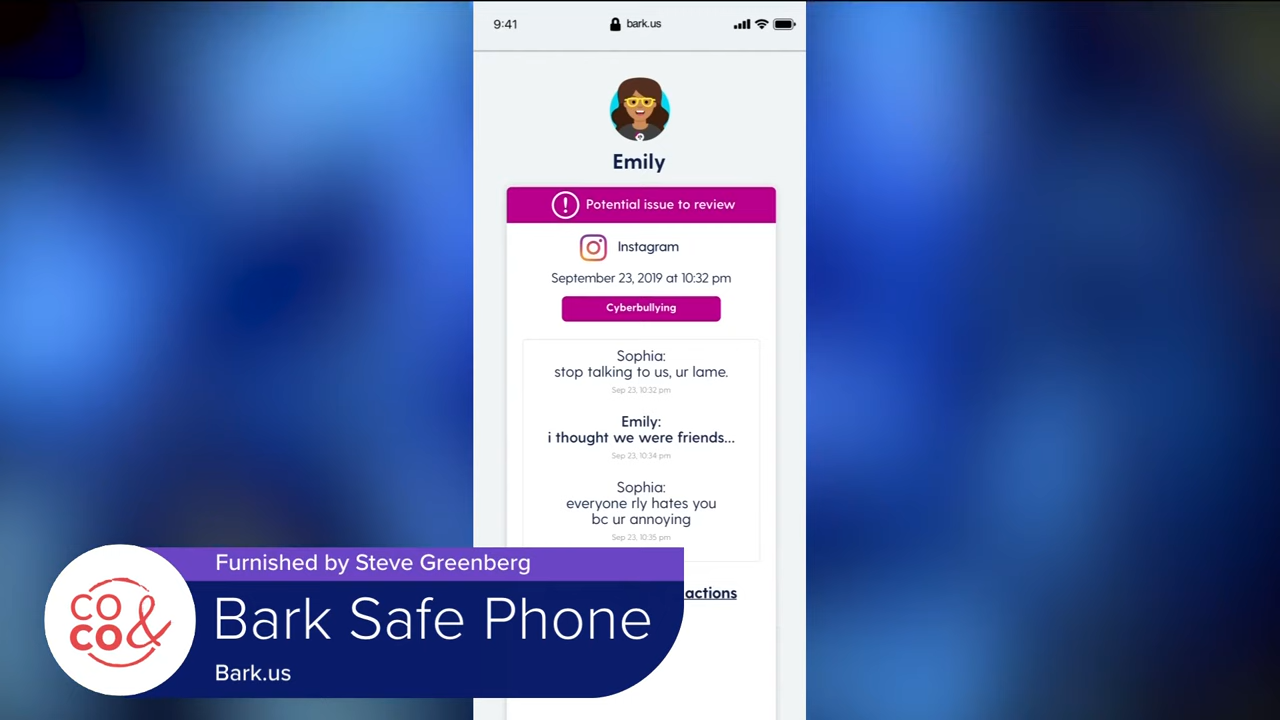 9:41
bark.us
Emily
Potential issue to review
Instagram
September 23, 2019 at 10:32 pm
Cyberbullying
Sophia:
stop talking to us, ur lame.
Sep 23, 10:32 pm
Emily:
i thought we were friends...
Sep 23, 10:34 pm
Sophia:
everyone rly hates you
bc ur annoying
Sep 23, 10:35 pm
actions
Furnished by Steve Greenberg
Bark Safe Phone
Bark.us
CO
CO&